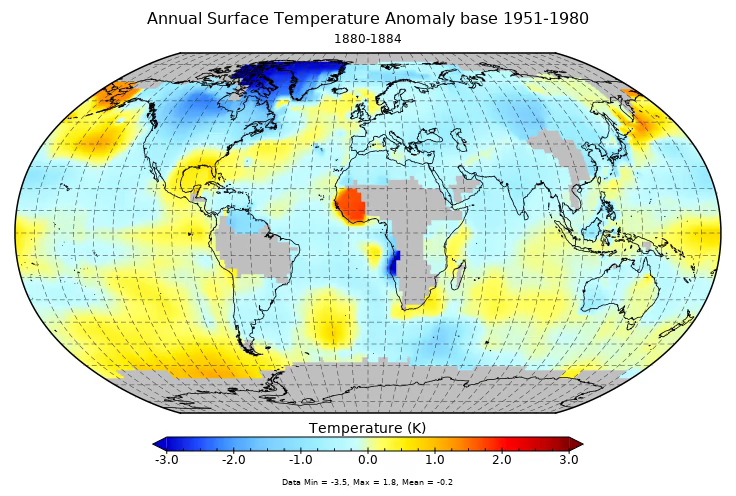 Annual Surface Temperature Anomaly base 1951-1980
1880-1884
Temperature (K)
-3.0 -2.0 -1.0 0.0 1.0 2.0 3.0
Data Min = -3.5, Max = 1.8, Mean = -0.2